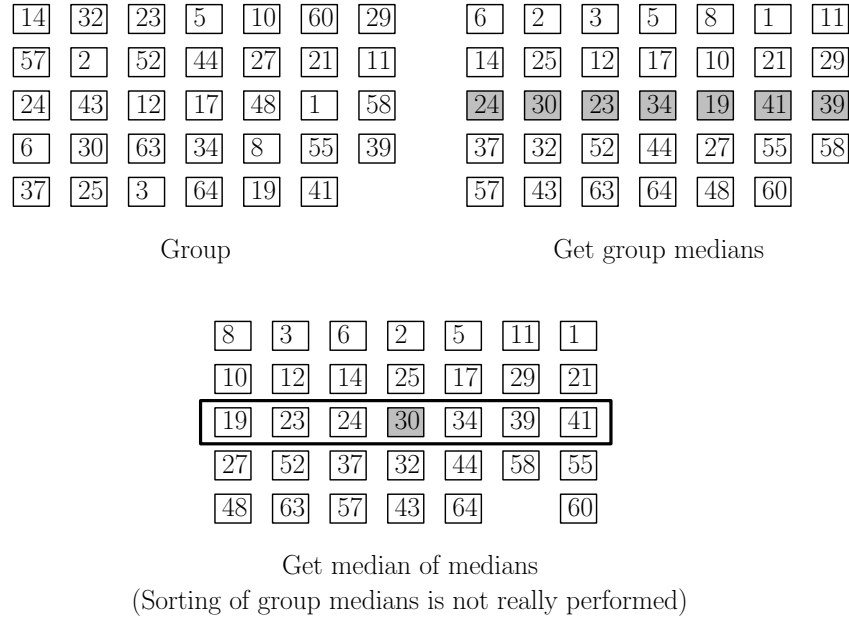 14 32 23 5 10 60 29
57 2 52 44 27 21 11
24 43 12 17 48 1 58
6 30 63 34 8 55 39
37 25 3 64 19 41
Group
6 2 3 5 8 1 11
14 25 12 17 10 21 29
24 30 23 34 19 41 39
37 32 52 44 27 55 58
57 43 63 64 48 60
Get group medians
8 3 6 2 5 11 1
10 12 14 25 17 29 21
19 23 24 30 34 39 41
27 52 37 32 44 58 55
48 63 57 43 64 60
Get median of medians
(Sorting of group medians is not really performed)